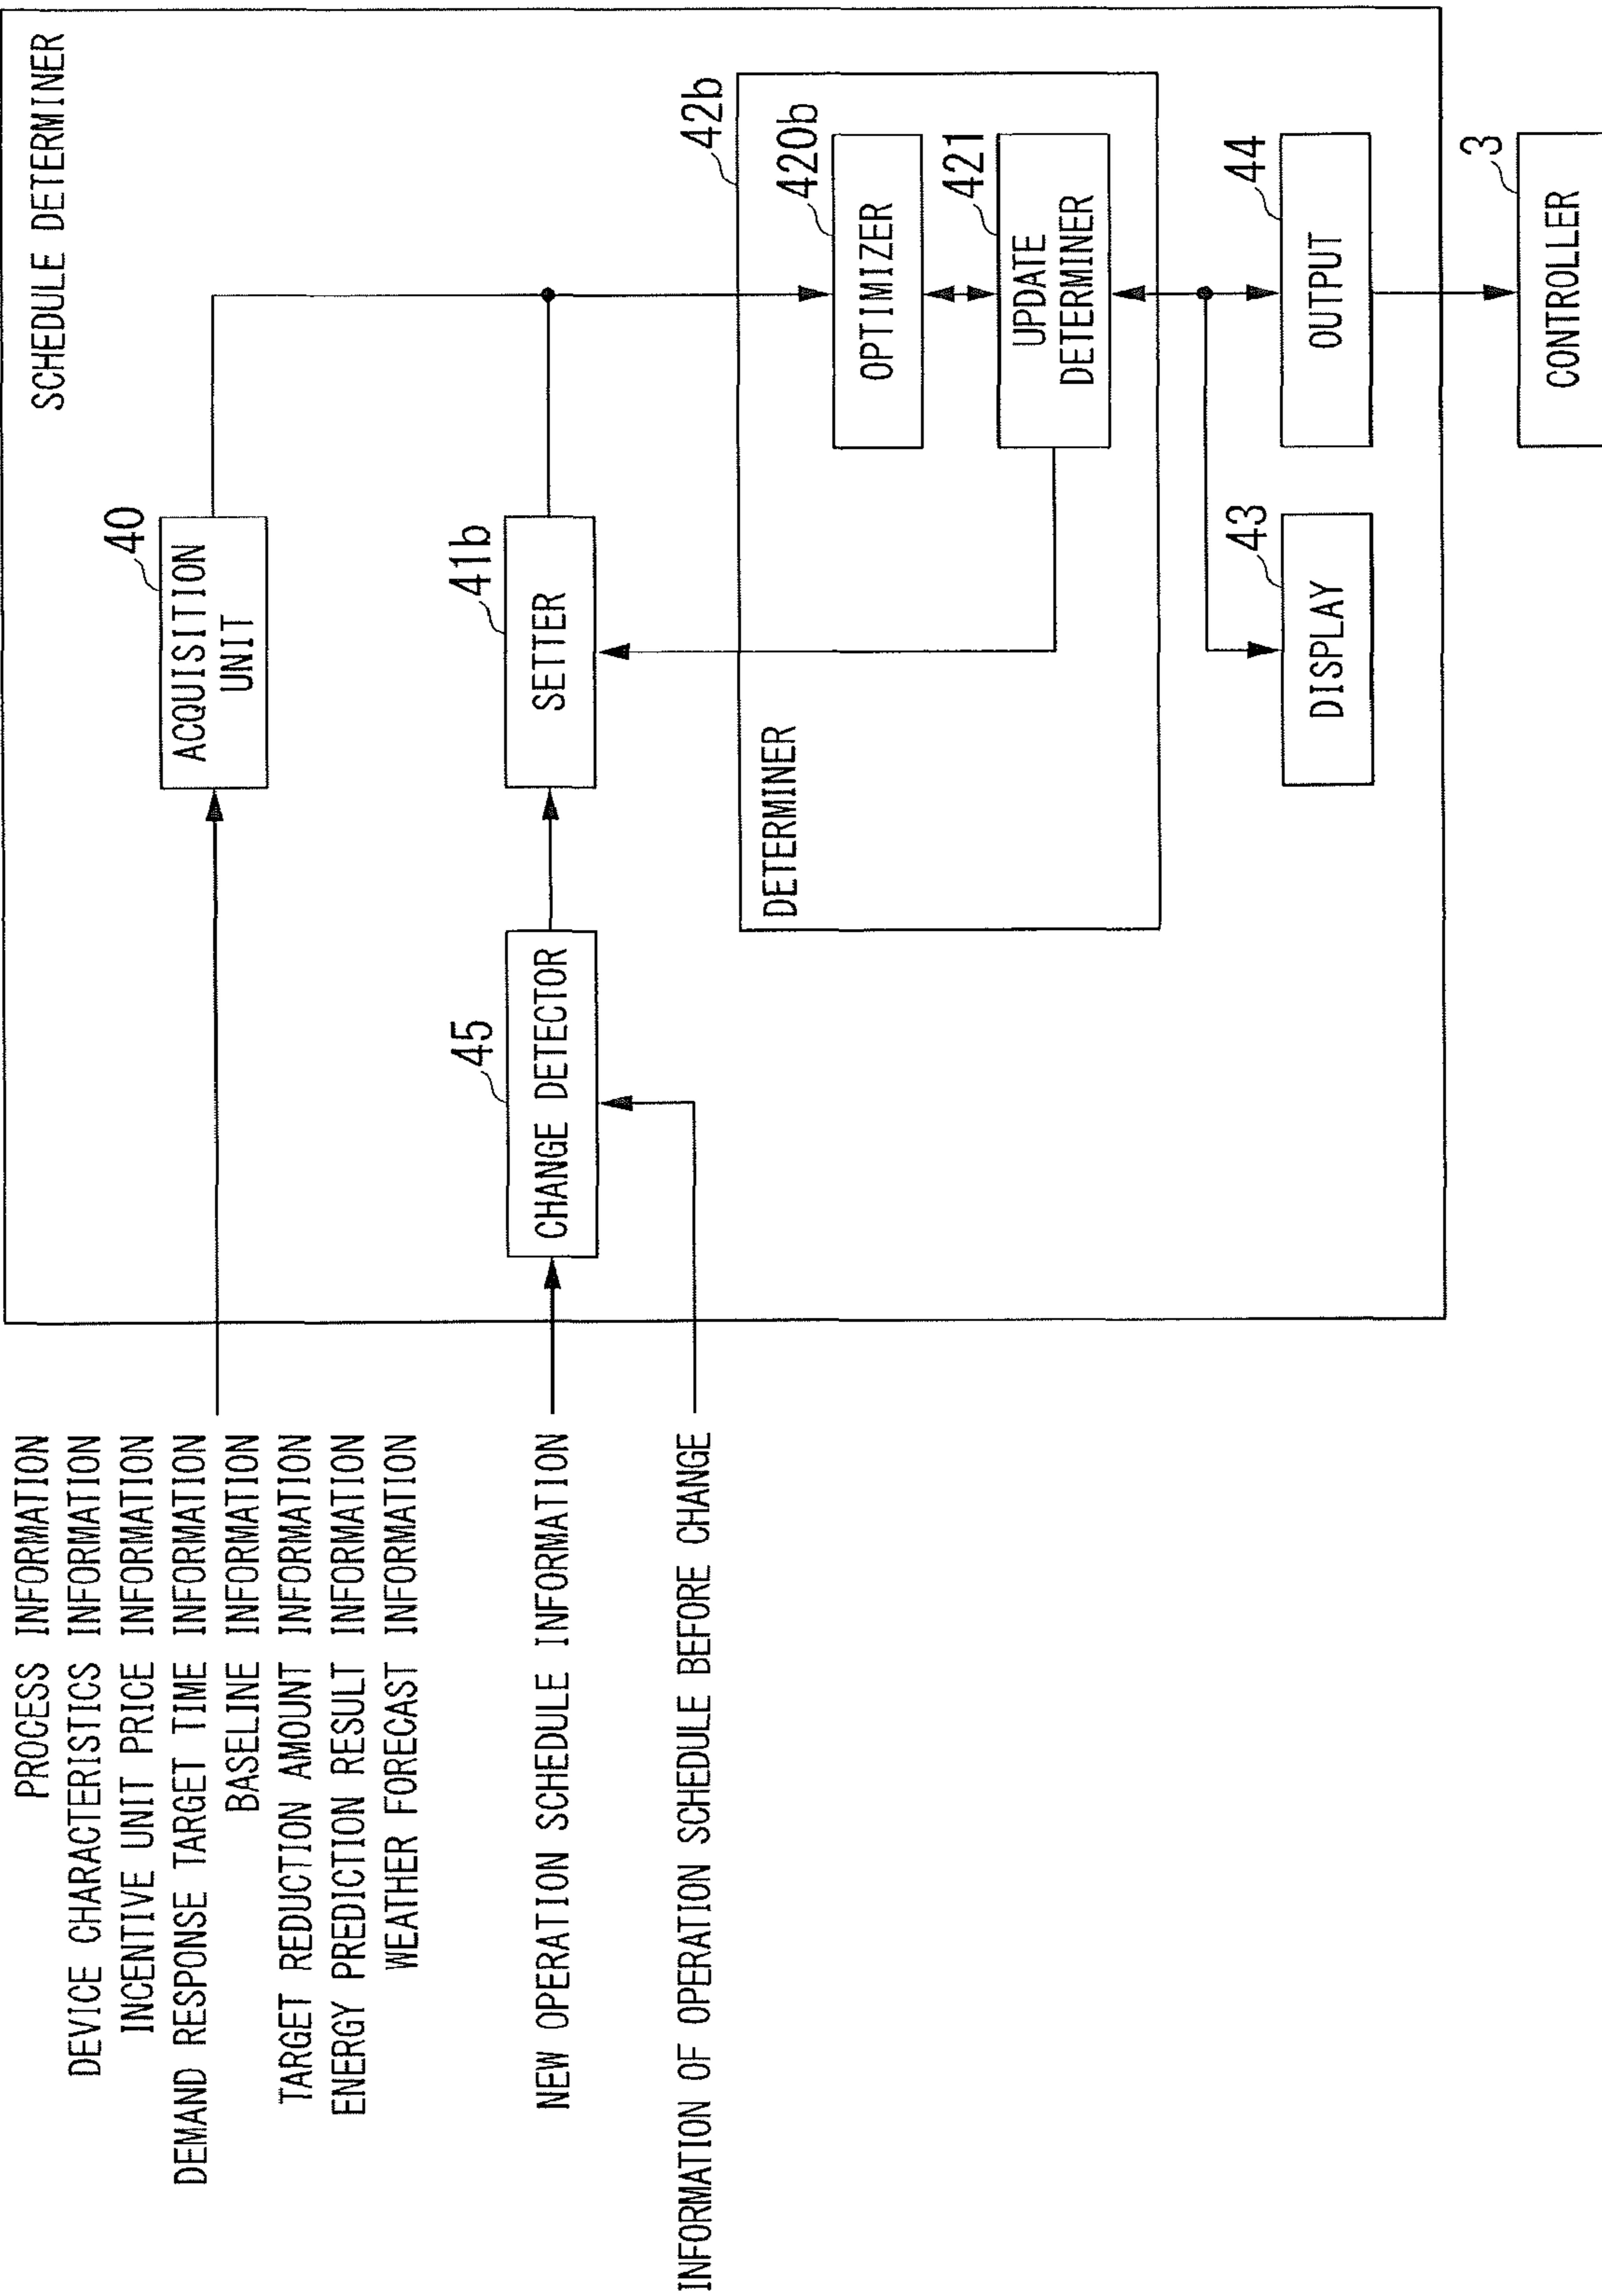 PROCESS INFORMATION
DEVICE CHARACTERISTICS INFORMATION
INCENTIVE UNIT PRICE INFORMATION
DEMAND RESPONSE TARGET TIME INFORMATION
BASELINE INFORMATION
TARGET REDUCTION AMOUNT INFORMATION
ENERGY PREDICTION RESULT INFORMATION
WEATHER FORECAST INFORMATION
NEW OPERATION SCHEDULE INFORMATION
INFORMATION OF OPERATION SCHEDULE BEFORE CHANGE
SCHEDULE DETERMINER
40
ACQUISITION
UNIT
45
CHANGE DETECTOR
41b
SETTER
42b
DETERMINER
420b
OPTIMIZER
421
UPDATE
DETERMINER
43
DISPLAY
44
OUTPUT
3
CONTROLLER